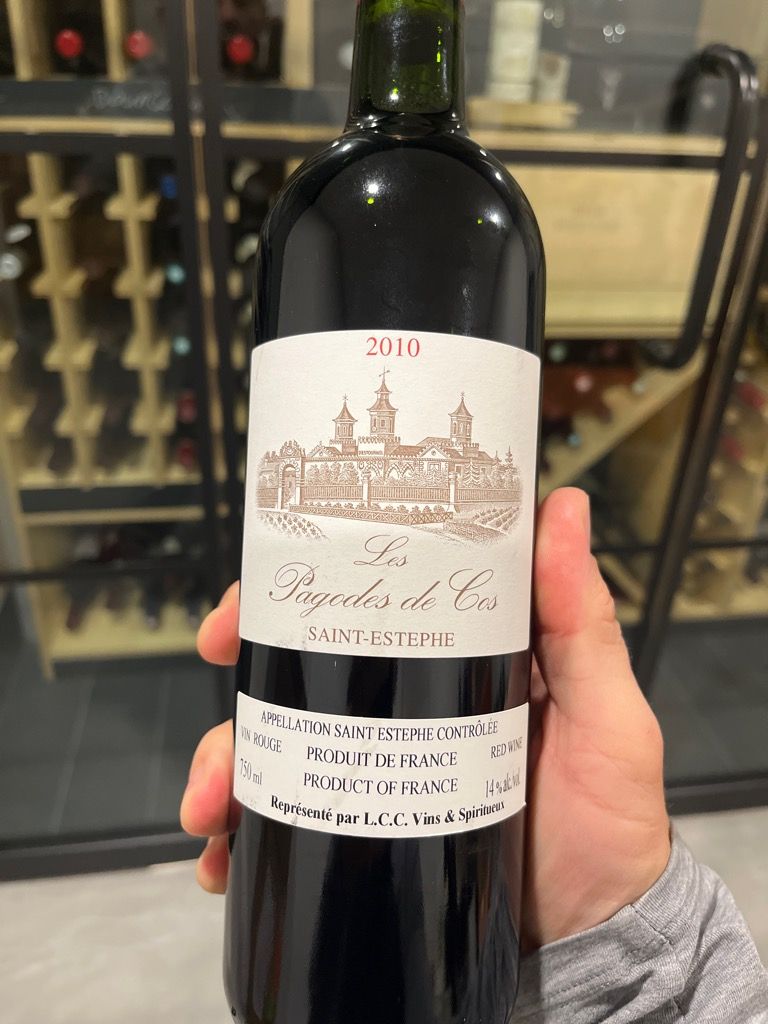 2010
Les
Pagodes de Cos
SAINT-ESTEPHE
APPELLATION SAINT ESTEPHE CONTRÔLÉE
VIN ROUGE
PRODUIT DE FRANCE
RED WINE
750 ml
PRODUCT OF FRANCE
14 % alc./vol.
Représenté par L.C.C. Vins & Spiritueux